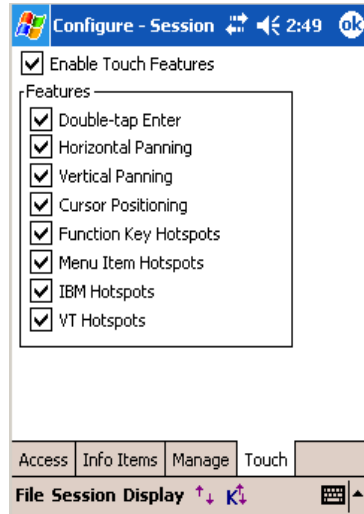 Configure - Session 2:49 ok
Enable Touch Features
Features
Double-tap Enter
Horizontal Panning
Vertical Panning
Cursor Positioning
Function Key Hotspots
Menu Item Hotspots
IBM Hotspots
VT Hotspots
Access Info Items Manage Touch
File Session Display K